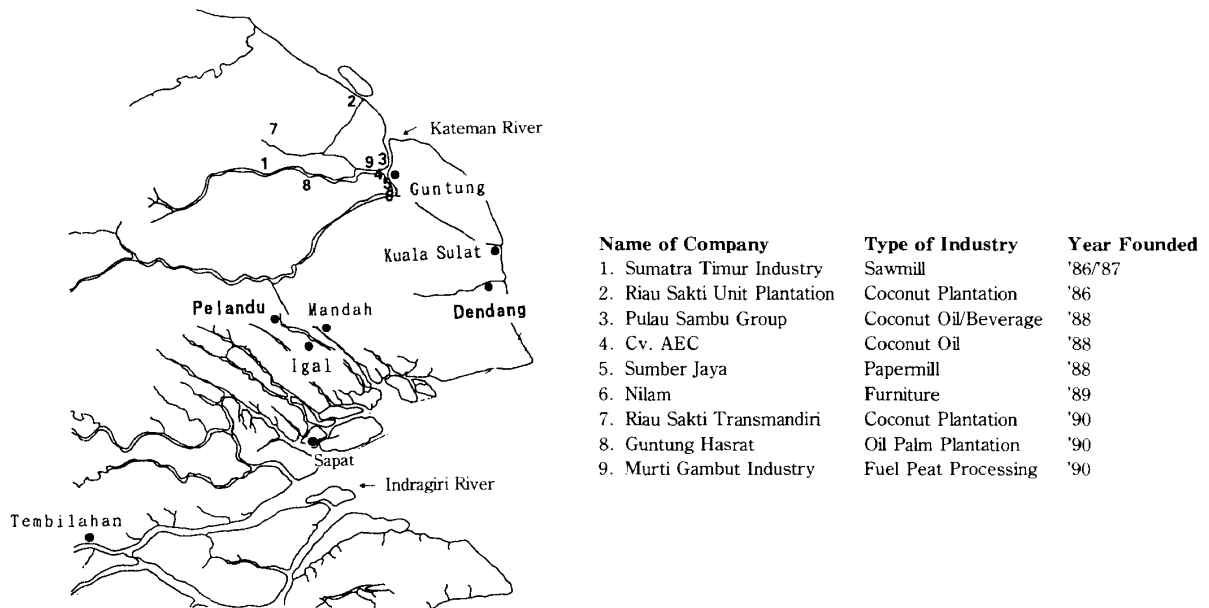 2
7
Kateman River
1
9 3
4
8
5
6
Guntung
Kuala Sulat
Pelandu
Mandah
Dendang
Igal
Sapat
Indragiri River
Tembilahan
Name of Company Type of Industry Year Founded
1. Sumatra Timur Industry Sawmill '86/'87
2. Riau Sakti Unit Plantation Coconut Plantation '86
3. Pulau Sambu Group Coconut Oil/Beverage '88
4. Cv. AEC Coconut Oil '88
5. Sumber Jaya Papermill '88
6. Nilam Furniture '89
7. Riau Sakti Transmandiri Coconut Plantation '90
8. Guntung Hasrat Oil Palm Plantation '90
9. Murti Gambut Industry Fuel Peat Processing '90